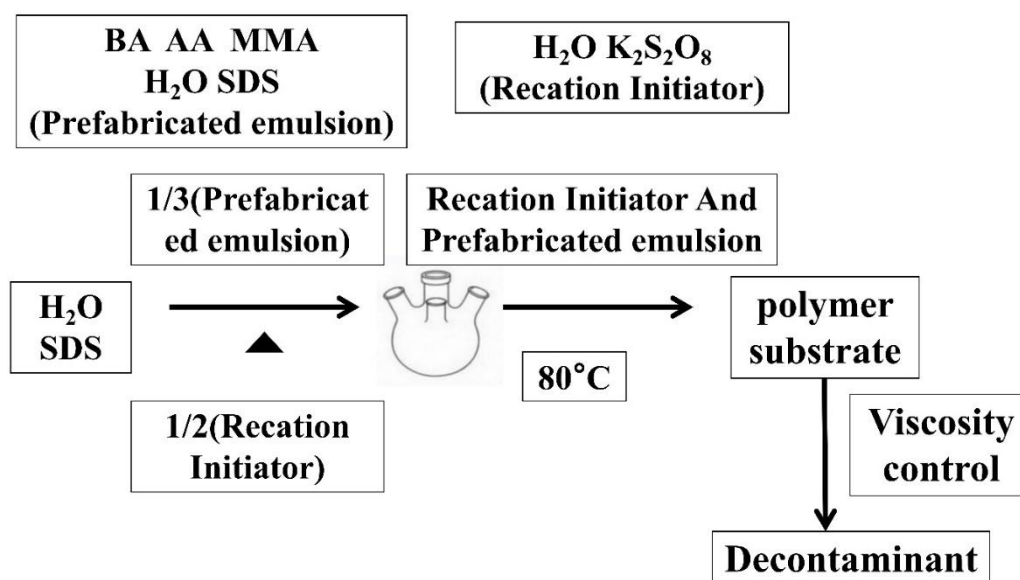 BA AA MMA
H₂O SDS
(Prefabricated emulsion)
H₂O K₂S₂O₈
(Recation Initiator)
1/3(Prefabricat
ed emulsion)
Recation Initiator And
Prefabricated emulsion
H₂O
SDS
1/2(Recation
Initiator)
80°C
polymer
substrate
Viscosity
control
Decontaminant